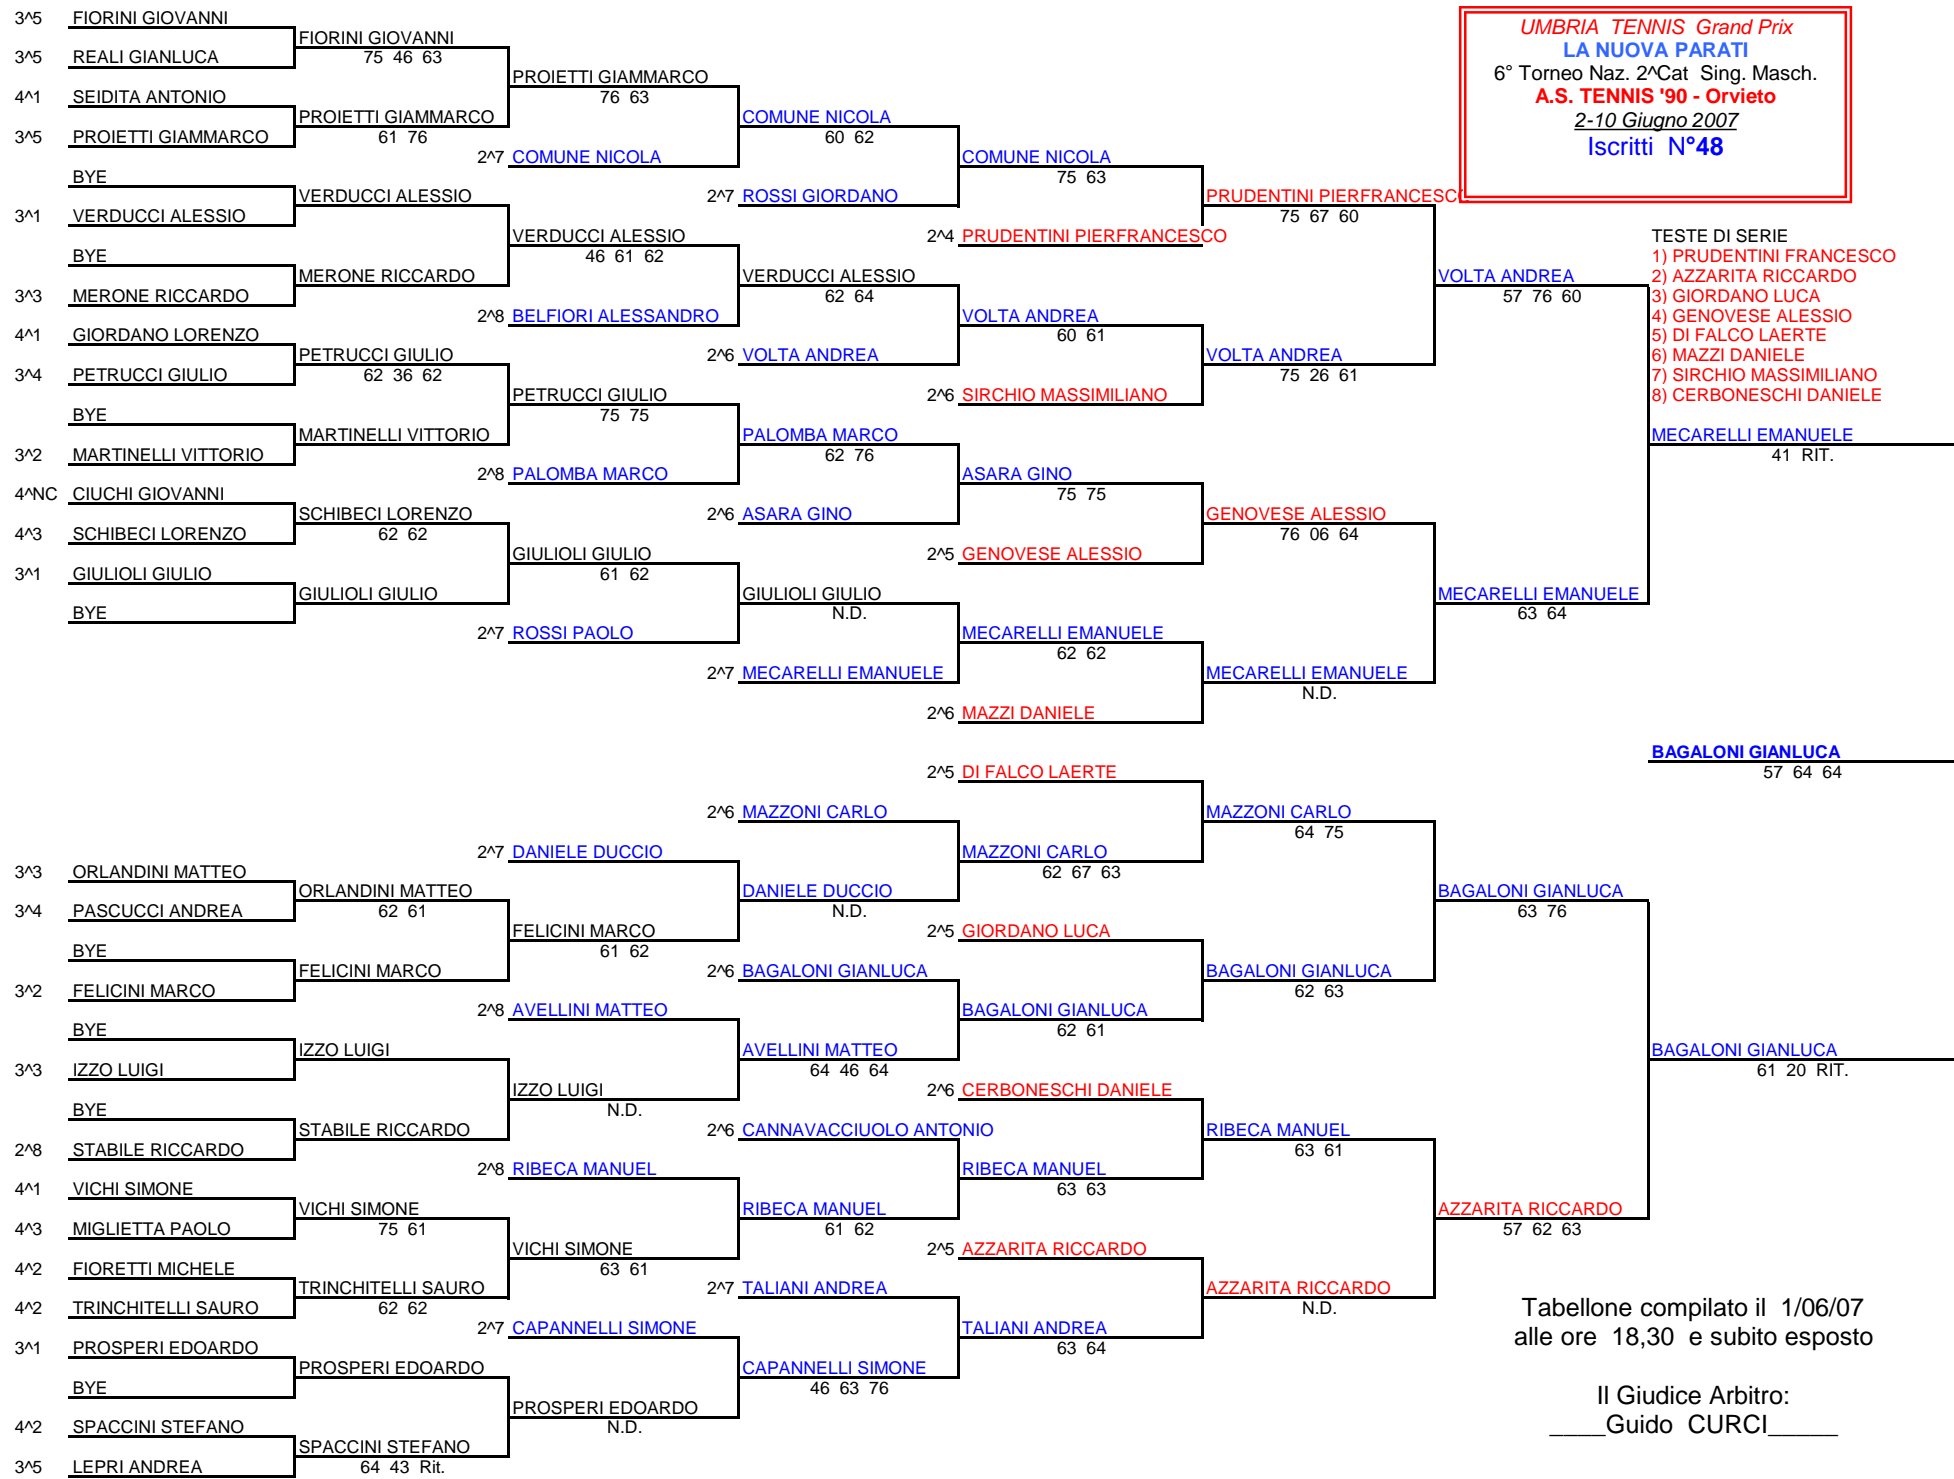 UMBRIA TENNIS Grand Prix
LA NUOVA PARATI
6° Torneo Naz. 2^Cat Sing. Masch.
A.S. TENNIS '90 - Orvieto
2-10 Giugno 2007
Iscritti N°48
TESTE DI SERIE
1) PRUDENTINI FRANCESCO
2) AZZARITA RICCARDO
3) GIORDANO LUCA
4) GENOVESE ALESSIO
5) DI FALCO LAERTE
6) MAZZI DANIELE
7) SIRCHIO MASSIMILIANO
8) CERBONESCHI DANIELE
3^5 FIORINI GIOVANNI
3^5 REALI GIANLUCA
4^1 SEIDITA ANTONIO
3^5 PROIETTI GIAMMARCO
BYE
3^1 VERDUCCI ALESSIO
BYE
3^3 MERONE RICCARDO
4^1 GIORDANO LORENZO
3^4 PETRUCCI GIULIO
BYE
3^2 MARTINELLI VITTORIO
4^NC CIUCHI GIOVANNI
4^3 SCHIBECI LORENZO
3^1 GIULIOLI GIULIO
BYE
3^3 ORLANDINI MATTEO
3^4 PASCUCCI ANDREA
BYE
3^2 FELICINI MARCO
BYE
3^3 IZZO LUIGI
BYE
2^8 STABILE RICCARDO
4^1 VICHI SIMONE
4^3 MIGLIETTA PAOLO
4^2 FIORETTI MICHELE
4^2 TRINCHITELLI SAURO
3^1 PROSPERI EDOARDO
BYE
4^2 SPACCINI STEFANO
3^5 LEPRI ANDREA
FIORINI GIOVANNI
75 46 63
PROIETTI GIAMMARCO
61 76
VERDUCCI ALESSIO
MERONE RICCARDO
PETRUCCI GIULIO
62 36 62
MARTINELLI VITTORIO
SCHIBECI LORENZO
62 62
GIULIOLI GIULIO
ORLANDINI MATTEO
62 61
FELICINI MARCO
IZZO LUIGI
STABILE RICCARDO
VICHI SIMONE
75 61
TRINCHITELLI SAURO
62 62
PROSPERI EDOARDO
SPACCINI STEFANO
64 43 Rit.
PROIETTI GIAMMARCO
76 63
2^7 COMUNE NICOLA
VERDUCCI ALESSIO
46 61 62
2^8 BELFIORI ALESSANDRO
PETRUCCI GIULIO
75 75
2^8 PALOMBA MARCO
GIULIOLI GIULIO
61 62
2^7 ROSSI PAOLO
2^7 DANIELE DUCCIO
FELICINI MARCO
61 62
2^8 AVELLINI MATTEO
IZZO LUIGI
N.D.
2^8 RIBECA MANUEL
VICHI SIMONE
63 61
2^7 CAPANNELLI SIMONE
PROSPERI EDOARDO
N.D.
COMUNE NICOLA
60 62
2^7 ROSSI GIORDANO
VERDUCCI ALESSIO
62 64
2^6 VOLTA ANDREA
PALOMBA MARCO
62 76
2^6 ASARA GINO
GIULIOLI GIULIO
N.D.
2^7 MECARELLI EMANUELE
2^6 MAZZONI CARLO
DANIELE DUCCIO
N.D.
2^6 BAGALONI GIANLUCA
AVELLINI MATTEO
64 46 64
2^6 CANNAVACCIUOLO ANTONIO
RIBECA MANUEL
61 62
2^7 TALIANI ANDREA
CAPANNELLI SIMONE
46 63 76
COMUNE NICOLA
75 63
2^4 PRUDENTINI PIERFRANCESCO
VOLTA ANDREA
60 61
2^6 SIRCHIO MASSIMILIANO
ASARA GINO
75 75
2^5 GENOVESE ALESSIO
MECARELLI EMANUELE
62 62
2^6 MAZZI DANIELE
2^5 DI FALCO LAERTE
MAZZONI CARLO
62 67 63
2^5 GIORDANO LUCA
BAGALONI GIANLUCA
62 61
2^6 CERBONESCHI DANIELE
RIBECA MANUEL
63 63
2^5 AZZARITA RICCARDO
TALIANI ANDREA
63 64
PRUDENTINI PIERFRANCESCO
75 67 60
VOLTA ANDREA
75 26 61
GENOVESE ALESSIO
76 06 64
MECARELLI EMANUELE
N.D.
MAZZONI CARLO
64 75
BAGALONI GIANLUCA
62 63
RIBECA MANUEL
63 61
AZZARITA RICCARDO
N.D.
VOLTA ANDREA
57 76 60
MECARELLI EMANUELE
63 64
BAGALONI GIANLUCA
63 76
AZZARITA RICCARDO
57 62 63
MECARELLI EMANUELE
41 RIT.
BAGALONI GIANLUCA
57 64 64
BAGALONI GIANLUCA
61 20 RIT.
Tabellone compilato il 1/06/07
alle ore 18,30 e subito esposto
Il Giudice Arbitro:
____Guido CURCI_____